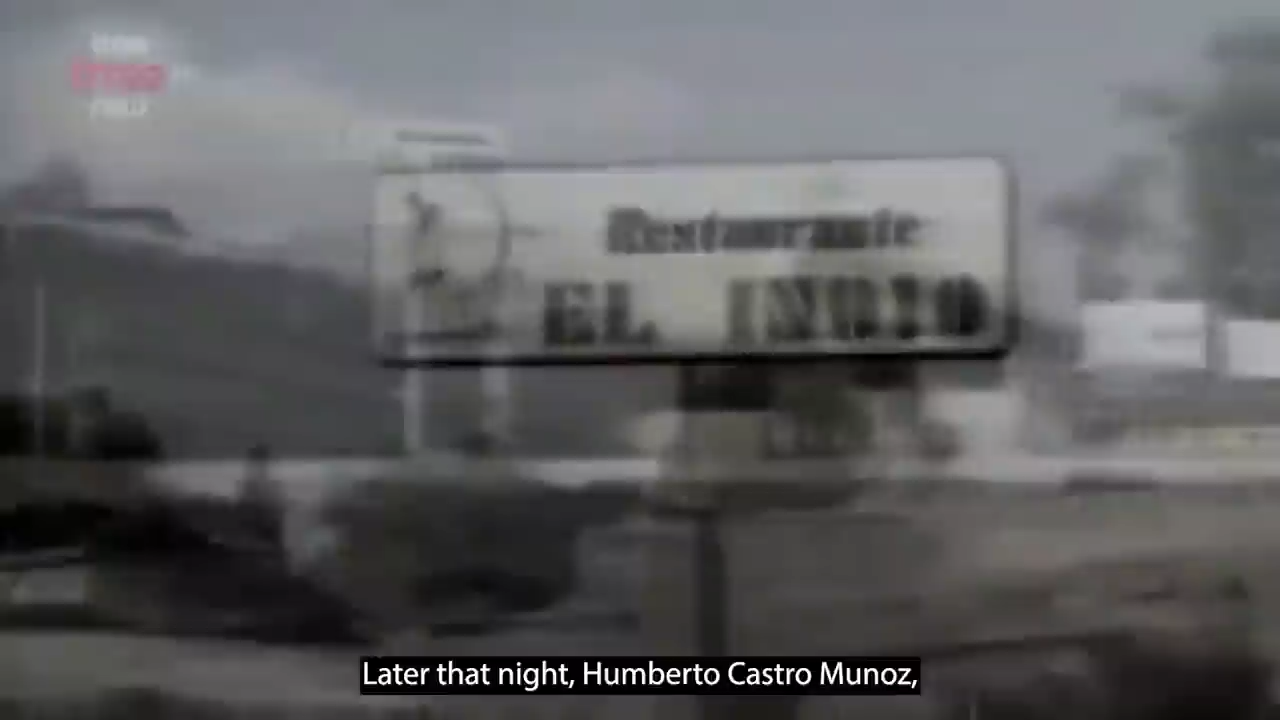 Restaurante
EL INDIO
Later that night, Humberto Castro Munoz,